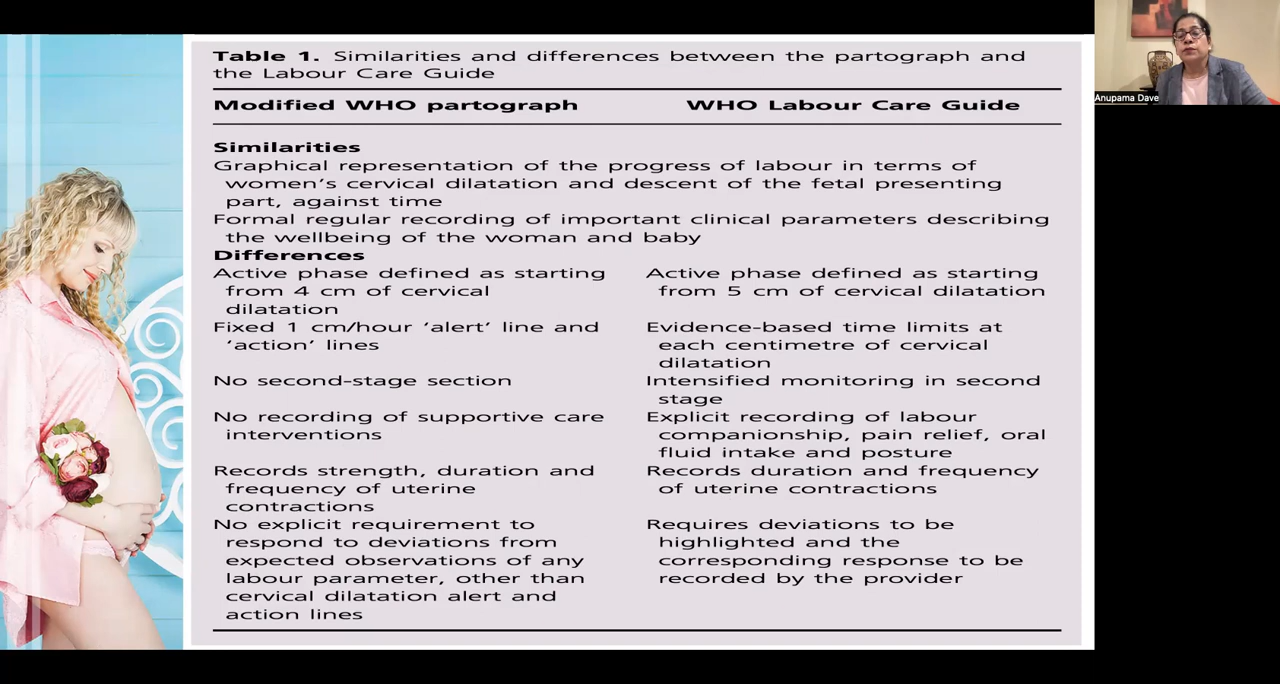 Table 1. Similarities and differences between the partograph and
the Labour Care Guide
Modified WHO partograph WHO Labour Care Guide
Similarities
Graphical representation of the progress of labour in terms of
women's cervical dilatation and descent of the fetal presenting
part, against time
Formal regular recording of important clinical parameters describing
the wellbeing of the woman and baby
Differences
Active phase defined as starting
from 4 cm of cervical
dilatation
Active phase defined as starting
from 5 cm of cervical dilatation
Fixed 1 cm/hour ‘alert’ line and
‘action’ lines
Evidence-based time limits at
each centimetre of cervical
dilatation
No second-stage section
Intensified monitoring in second
stage
No recording of supportive care
interventions
Explicit recording of labour
companionship, pain relief, oral
fluid intake and posture
Records strength, duration and
frequency of uterine
contractions
Records duration and frequency
of uterine contractions
No explicit requirement to
respond to deviations from
expected observations of any
labour parameter, other than
cervical dilatation alert and
action lines
Requires deviations to be
highlighted and the
corresponding response to be
recorded by the provider
Anupama Dave